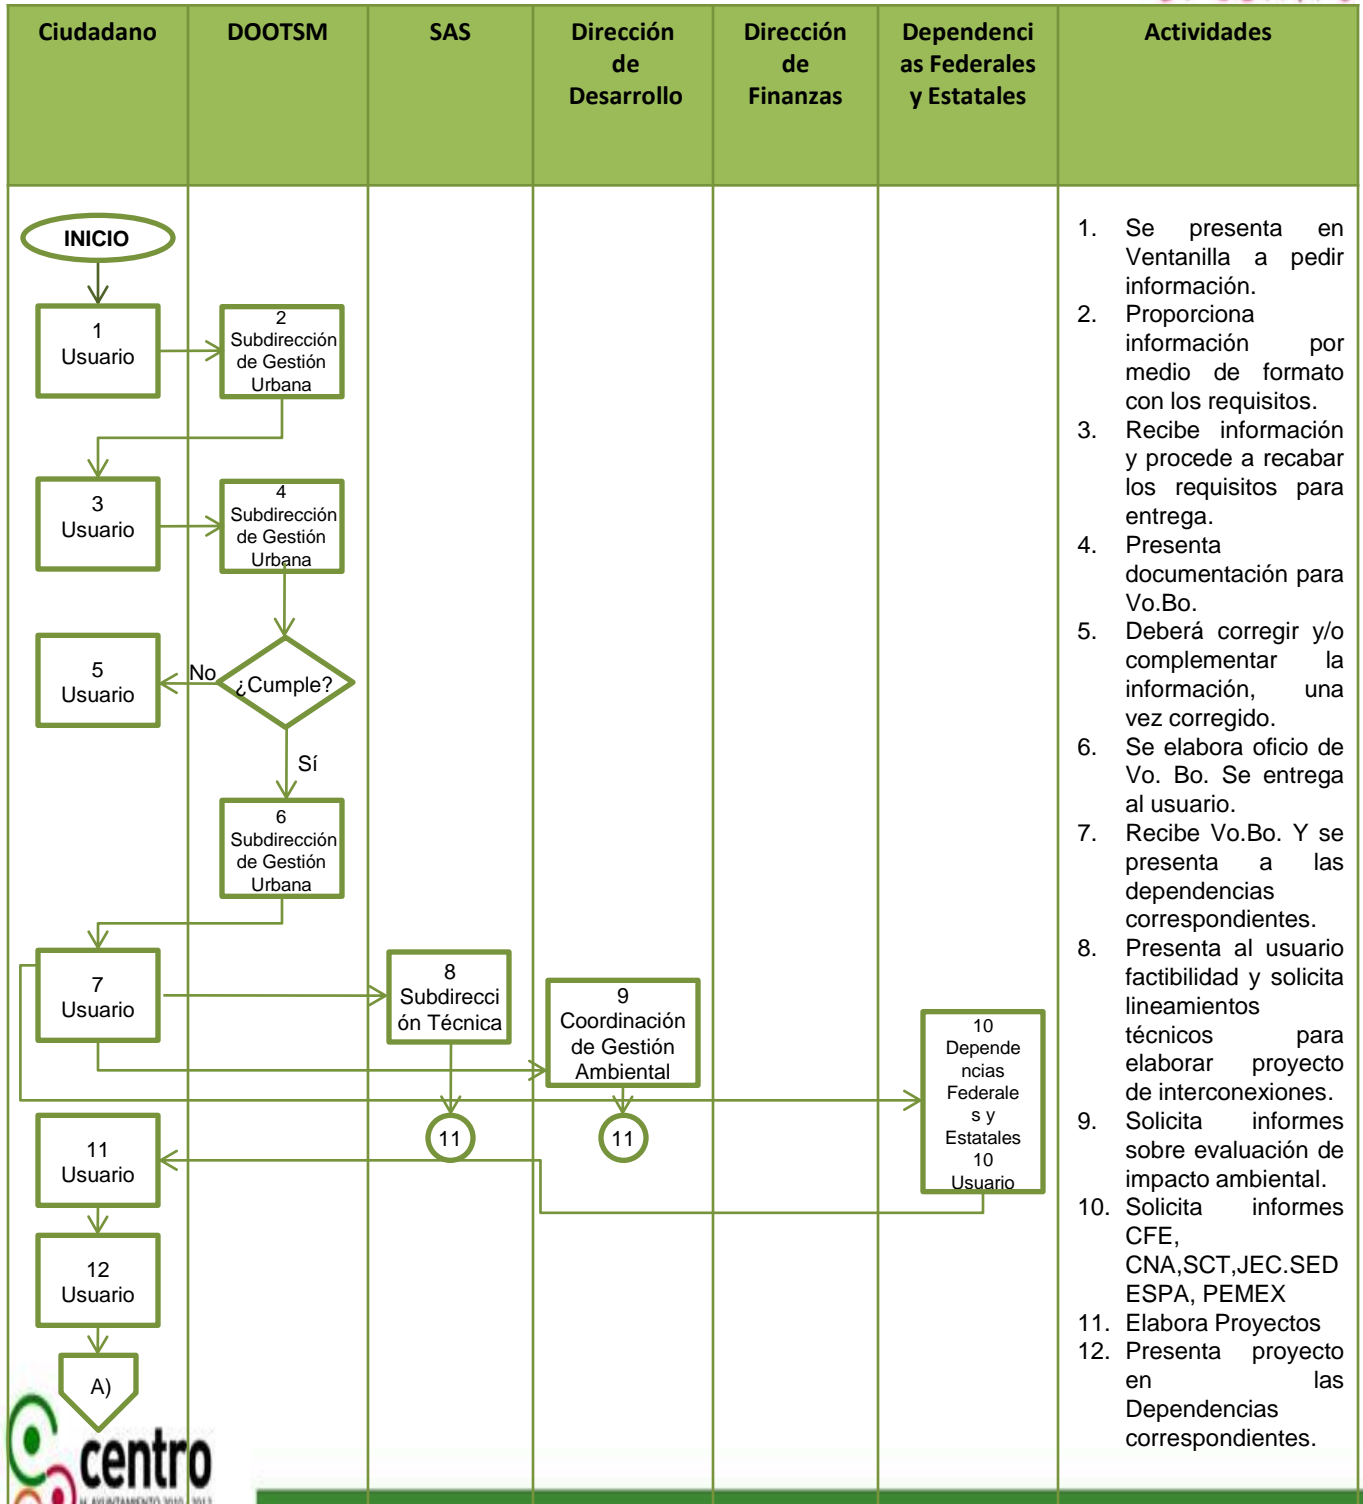 Ciudadano
DOOTSM
SAS
Dirección
de
Desarrollo
Dirección
de
Finanzas
Dependenci
as Federales
y Estatales
Actividades
INICIO
1
Usuario
2
Subdirección
de Gestión
Urbana
3
Usuario
4
Subdirección
de Gestión
Urbana
5
Usuario
No
¿Cumple?
Sí
6
Subdirección
de Gestión
Urbana
7
Usuario
8
Subdirecci
ón Técnica
9
Coordinación
de Gestión
Ambiental
10
Depende
ncias
Federale
s y
Estatales
10
Usuario
11
11
11
Usuario
12
Usuario
A)
1. Se presenta en
Ventanilla a pedir
información.
2. Proporciona
información por
medio de formato
con los requisitos.
3. Recibe información
y procede a recabar
los requisitos para
entrega.
4. Presenta
documentación para
Vo.Bo.
5. Deberá corregir y/o
complementar la
información, una
vez corregido.
6. Se elabora oficio de
Vo. Bo. Se entrega
al usuario.
7. Recibe Vo.Bo. Y se
presenta a las
dependencias
correspondientes.
8. Presenta al usuario
factibilidad y solicita
lineamientos
técnicos para
elaborar proyecto
de interconexiones.
9. Solicita informes
sobre evaluación de
impacto ambiental.
10. Solicita informes
CFE,
CNA,SCT,JEC.SED
ESPA, PEMEX
11. Elabora Proyectos
12. Presenta proyecto
en las
Dependencias
correspondientes.
centro
H. AYUNTAMIENTO 2010 - 2012